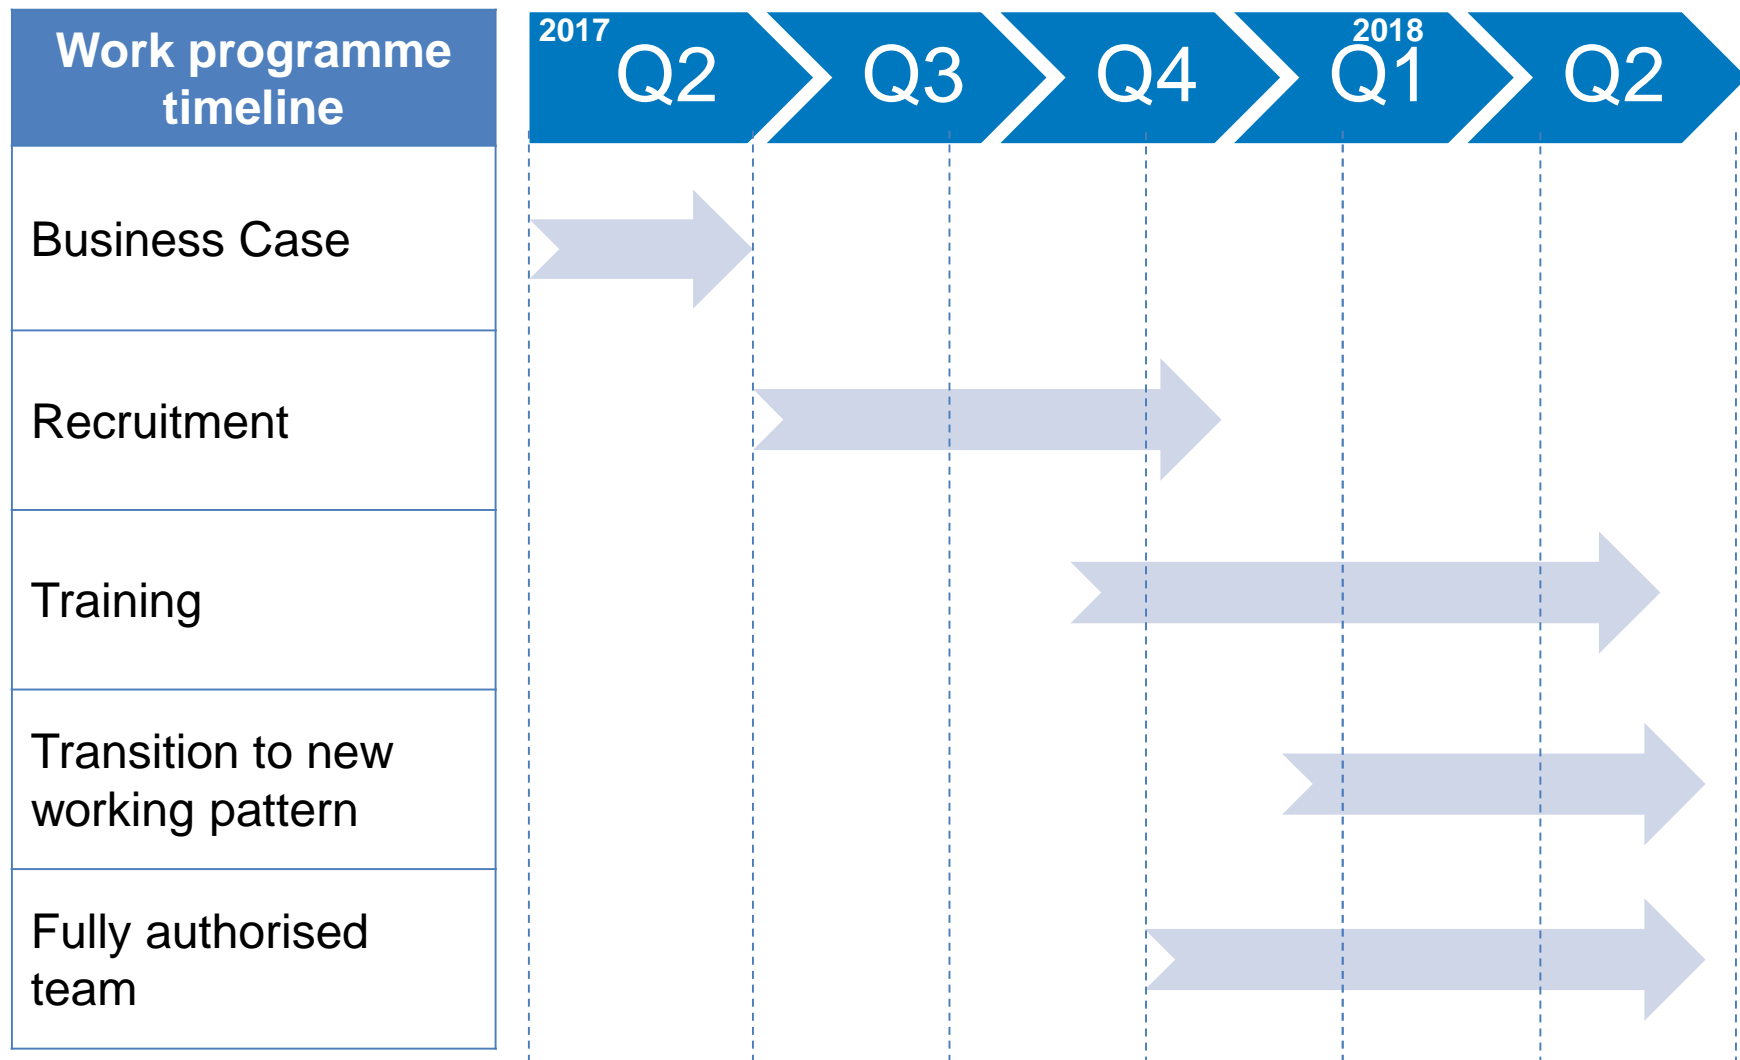 Work programme
timeline
2017
Q2
Q3
Q4
2018
Q1
Q2
Business Case
Recruitment
Training
Transition to new
working pattern
Fully authorised
team